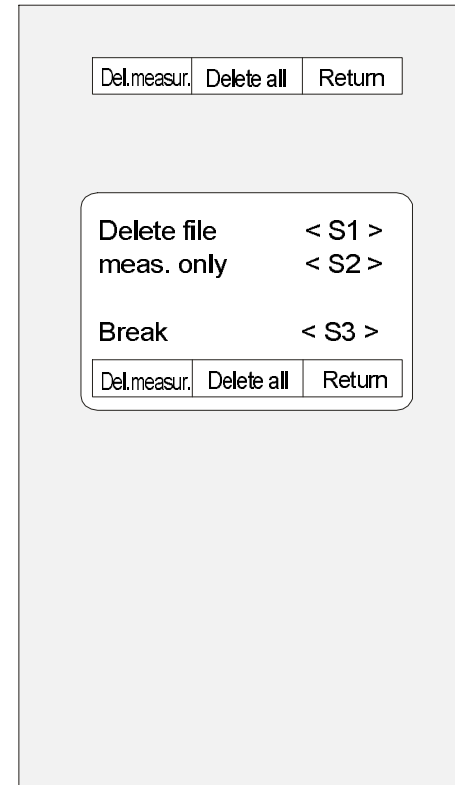 Del.measur. Delete all Return
Delete file < S1 >
meas. only < S2 >
Break < S3 >
Del.measur. Delete all Return